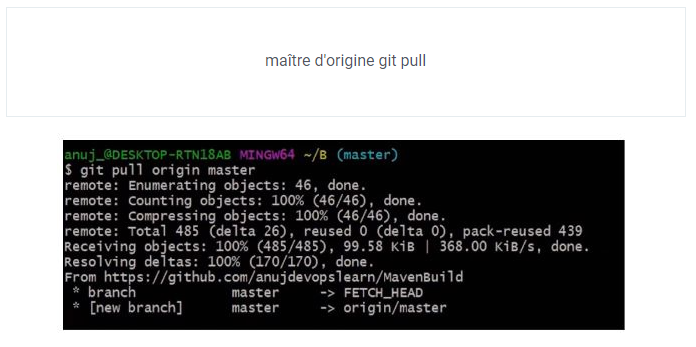 maître d'origine git pull
anuj_@DESKTOP-RTN18AB MINGW64 ~/B (master)
$ git pull origin master
remote: Enumerating objects: 46, done.
remote: Counting objects: 100% (46/46), done.
remote: Compressing objects: 100% (46/46), done.
remote: Total 485 (delta 26), reused 0 (delta 0), pack-reused 439
Receiving objects: 100% (485/485), 99.58 KiB | 368.00 KiB/s, done.
Resolving deltas: 100% (170/170), done.
From https://github.com/anujdevopslearn/MavenBuild
 * branch            master     -> FETCH_HEAD
 * [new branch]      master     -> origin/master